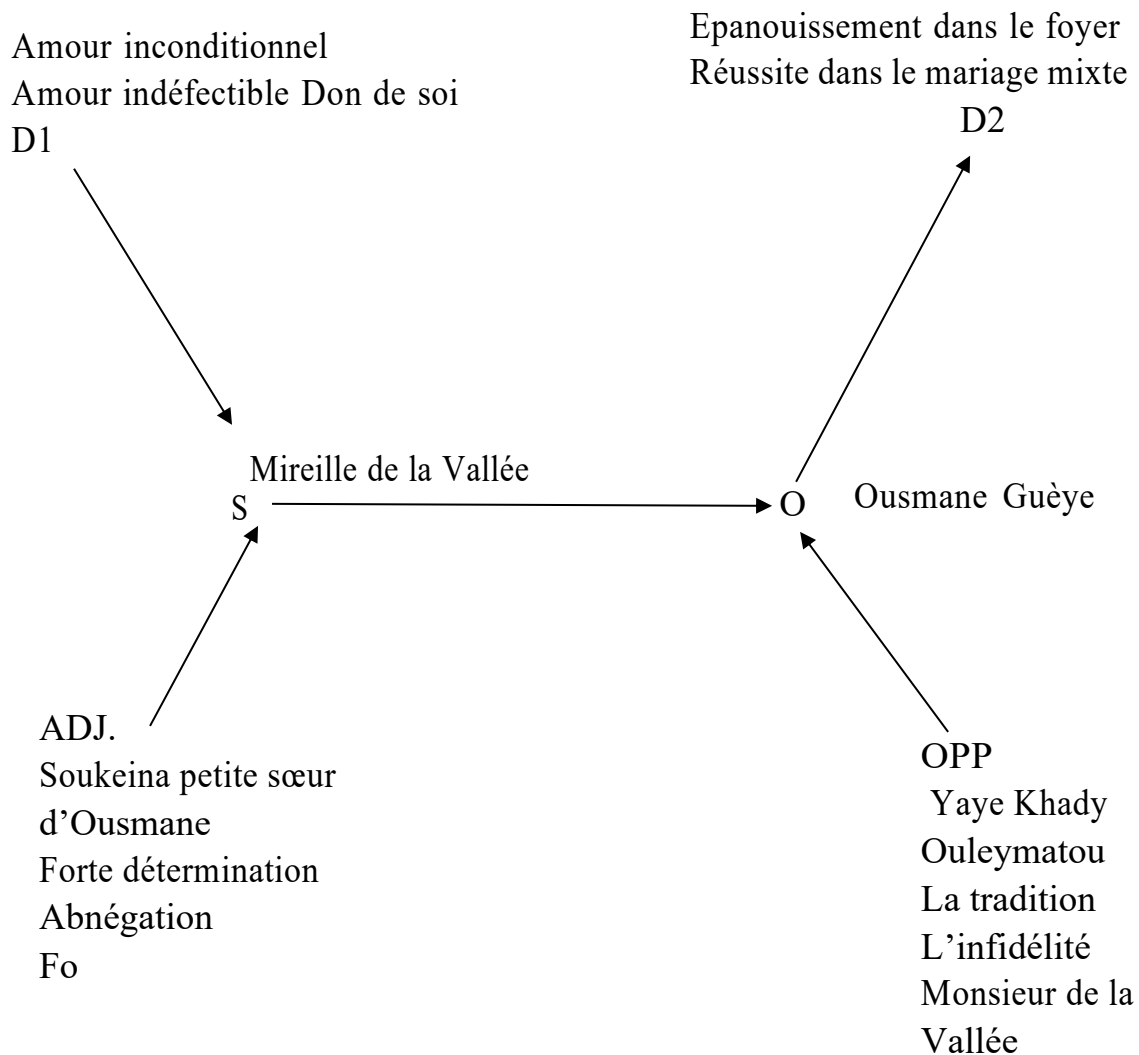 Amour inconditionnel
Amour indéfectible Don de soi
D1
Epanouissement dans le foyer
Réussite dans le mariage mixte
D2
Mireille de la Vallée
S
O
Ousmane Guèye
ADJ.
Soukeina petite sœur
d’Ousmane
Forte détermination
Abnégation
Fo
OPP
Yaye Khady
Ouleymatou
La tradition
L’infidélité
Monsieur de la
Vallée